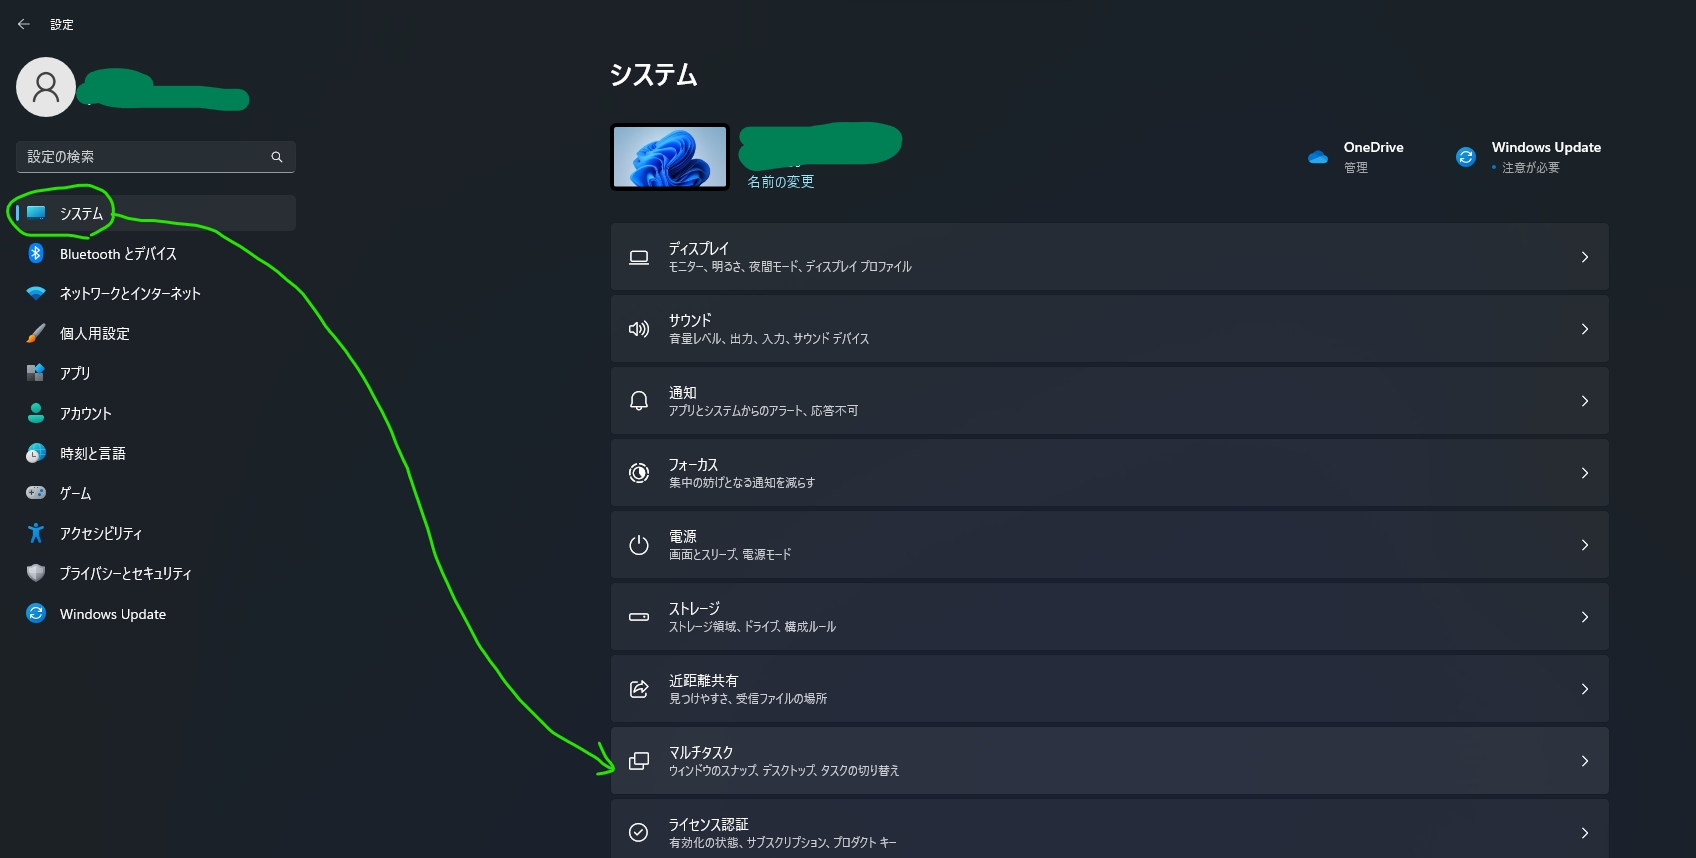 設定
設定の検索
システム
Bluetooth とデバイス
ネットワークとインターネット
個人用設定
アプリ
アカウント
時刻と言語
ゲーム
アクセシビリティ
プライバシーとセキュリティ
Windows Update
システム
名前の変更
OneDrive
管理
Windows Update
• 注意が必要
ディスプレイ
モニター、明るさ、夜間モード、ディスプレイ プロファイル
サウンド
音量レベル、出力、入力、サウンド デバイス
通知
アプリとシステムからのアラート、応答不可
フォーカス
集中の妨げとなる通知を減らす
電源
画面とスリープ、電源モード
ストレージ
ストレージ領域、ドライブ、構成ルール
近距離共有
見つけやすさ、受信ファイルの場所
マルチタスク
ウィンドウのスナップ、デスクトップ、タスクの切り替え
ライセンス認証
有効化の状態、サブスクリプション、プロダクト キー